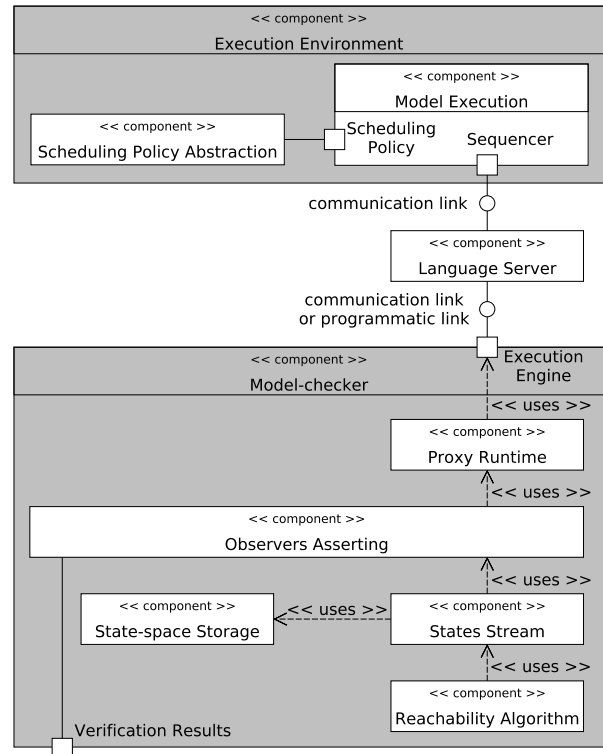 << component >>
Execution Environment
<< component >>
Model Execution
<< component >>
Scheduling Policy Abstraction
Scheduling
Policy
Sequencer
communication link
<< component >>
Language Server
communication link
or programmatic link
<< component >>
Model-checker
Execution
Engine
<< uses >>
<< component >>
Proxy Runtime
<< uses >>
<< component >>
Observers Asserting
<< uses >>
<< component >>
State-space Storage
<< uses >>
<< component >>
States Stream
<< uses >>
<< component >>
Reachability Algorithm
Verification Results